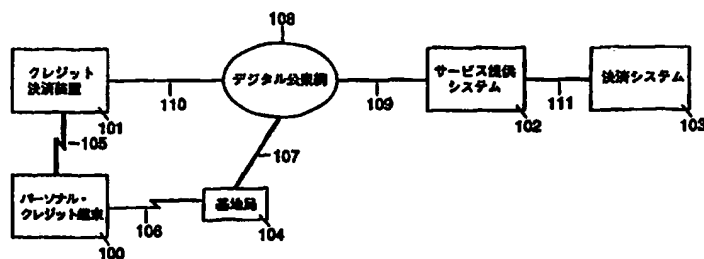 108
クレジット
決済装置
デジタル公衆網
サービス提供
システム
決済システム
110
109
111
101
102
103
105
107
パーソナル・
クレジット端末
基地局
106
104
100